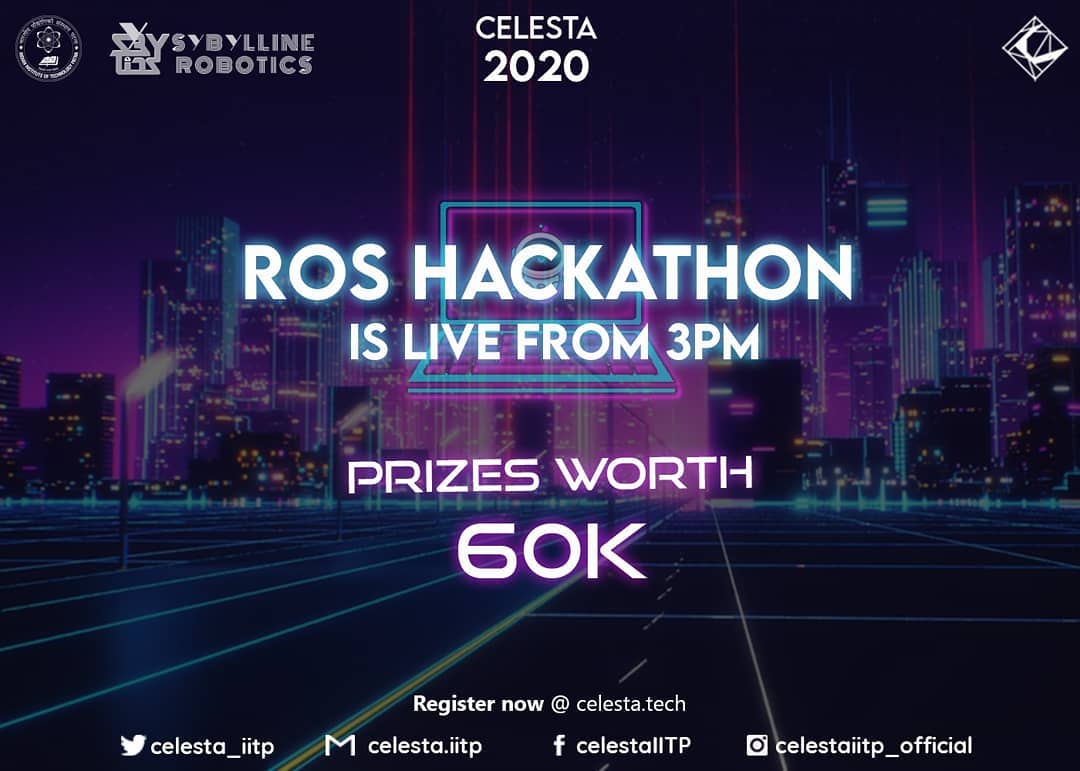 SYBYLLINE
ROBOTICS
CELESTA
2020
ROS HACKATHON
IS LIVE FROM 3PM
PRIZES WORTH
60K
Register now @ celesta.tech
celesta_iitp
celesta.iitp
celestaIITP
celestaiitp_official